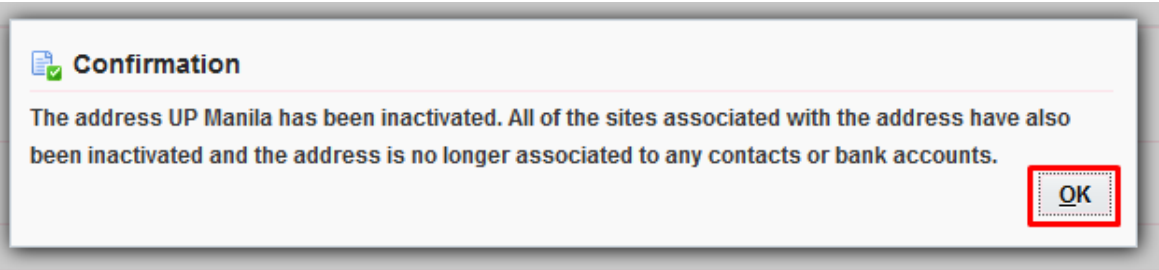 Confirmation
The address UP Manila has been inactivated. All of the sites associated with the address have also
been inactivated and the address is no longer associated to any contacts or bank accounts.
OK